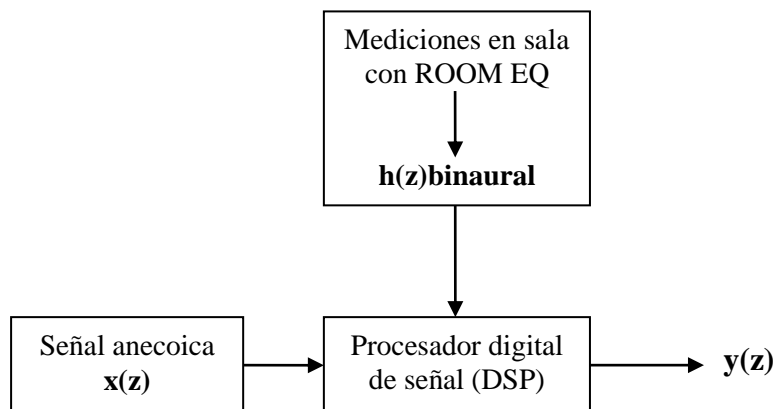 Mediciones en sala
con ROOM EQ
h(z)binaural
Señal anecoica
x(z)
Procesador digital
de señal (DSP)
y(z)